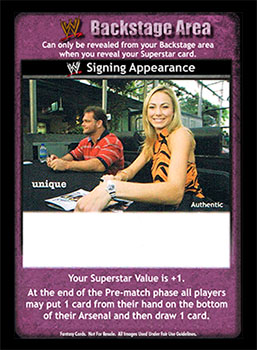 Backstage Area
Can only be revealed from your Backstage area
when you reveal your Superstar card.
Signing Appearance
unique
Authentic
Your Superstar Value is +1.
At the end of the Pre-match phase all players
may put 1 card from their hand on the bottom
of their Arsenal and then draw 1 card.
Fantasy Cards. Not For Resale. All Images Used Under Fair Use Guidelines.